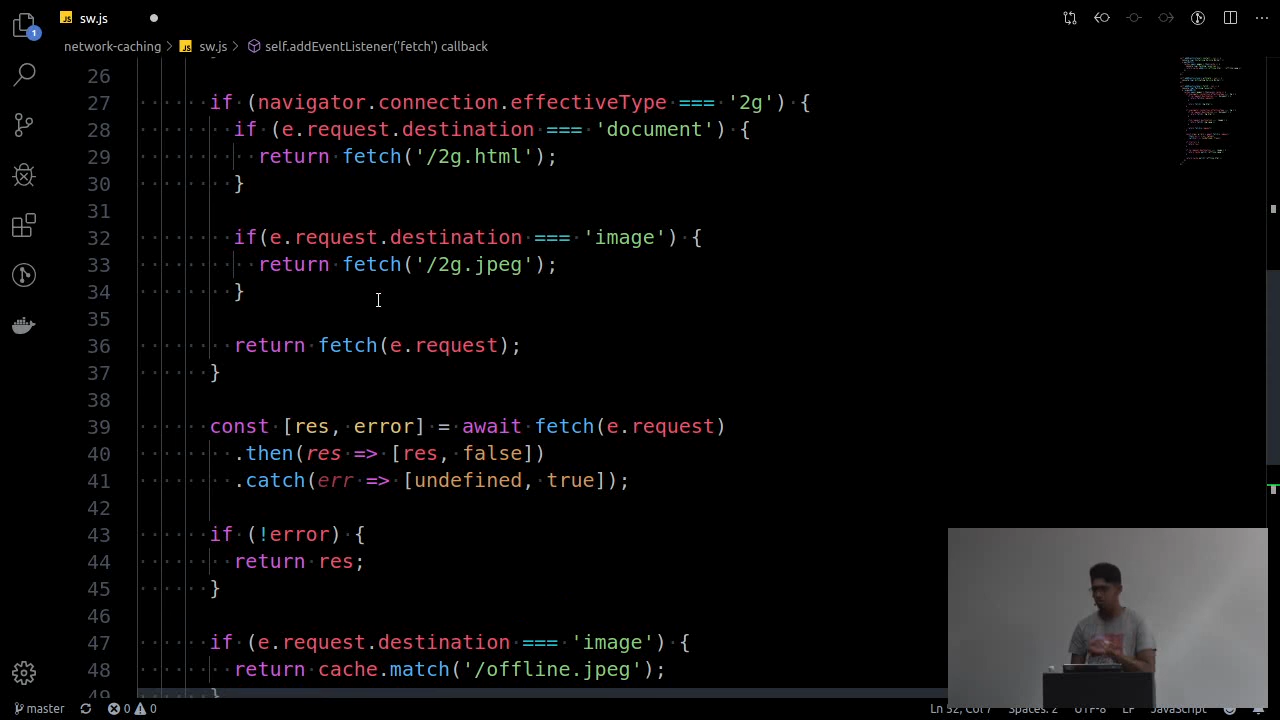 sw.js
network-caching > sw.js > self.addEventListener('fetch') callback
26
27 if (navigator.connection.effectiveType === '2g') {
28 if (e.request.destination === 'document') {
29 return fetch('/2g.html');
30 }
31
32 if(e.request.destination === 'image') {
33 return fetch('/2g.jpeg');
34 }
35
36 return fetch(e.request);
37 }
38
39 const [res, error] = await fetch(e.request)
40 .then(res => [res, false])
41 .catch(err => [undefined, true]);
42
43 if (!error) {
44 return res;
45 }
46
47 if (e.request.destination === 'image') {
48 return cache.match('/offline.jpeg');
49 }
1
master 0 0 Ln 52, Col 7 Spaces: 2 UTF-8 LF JavaScript